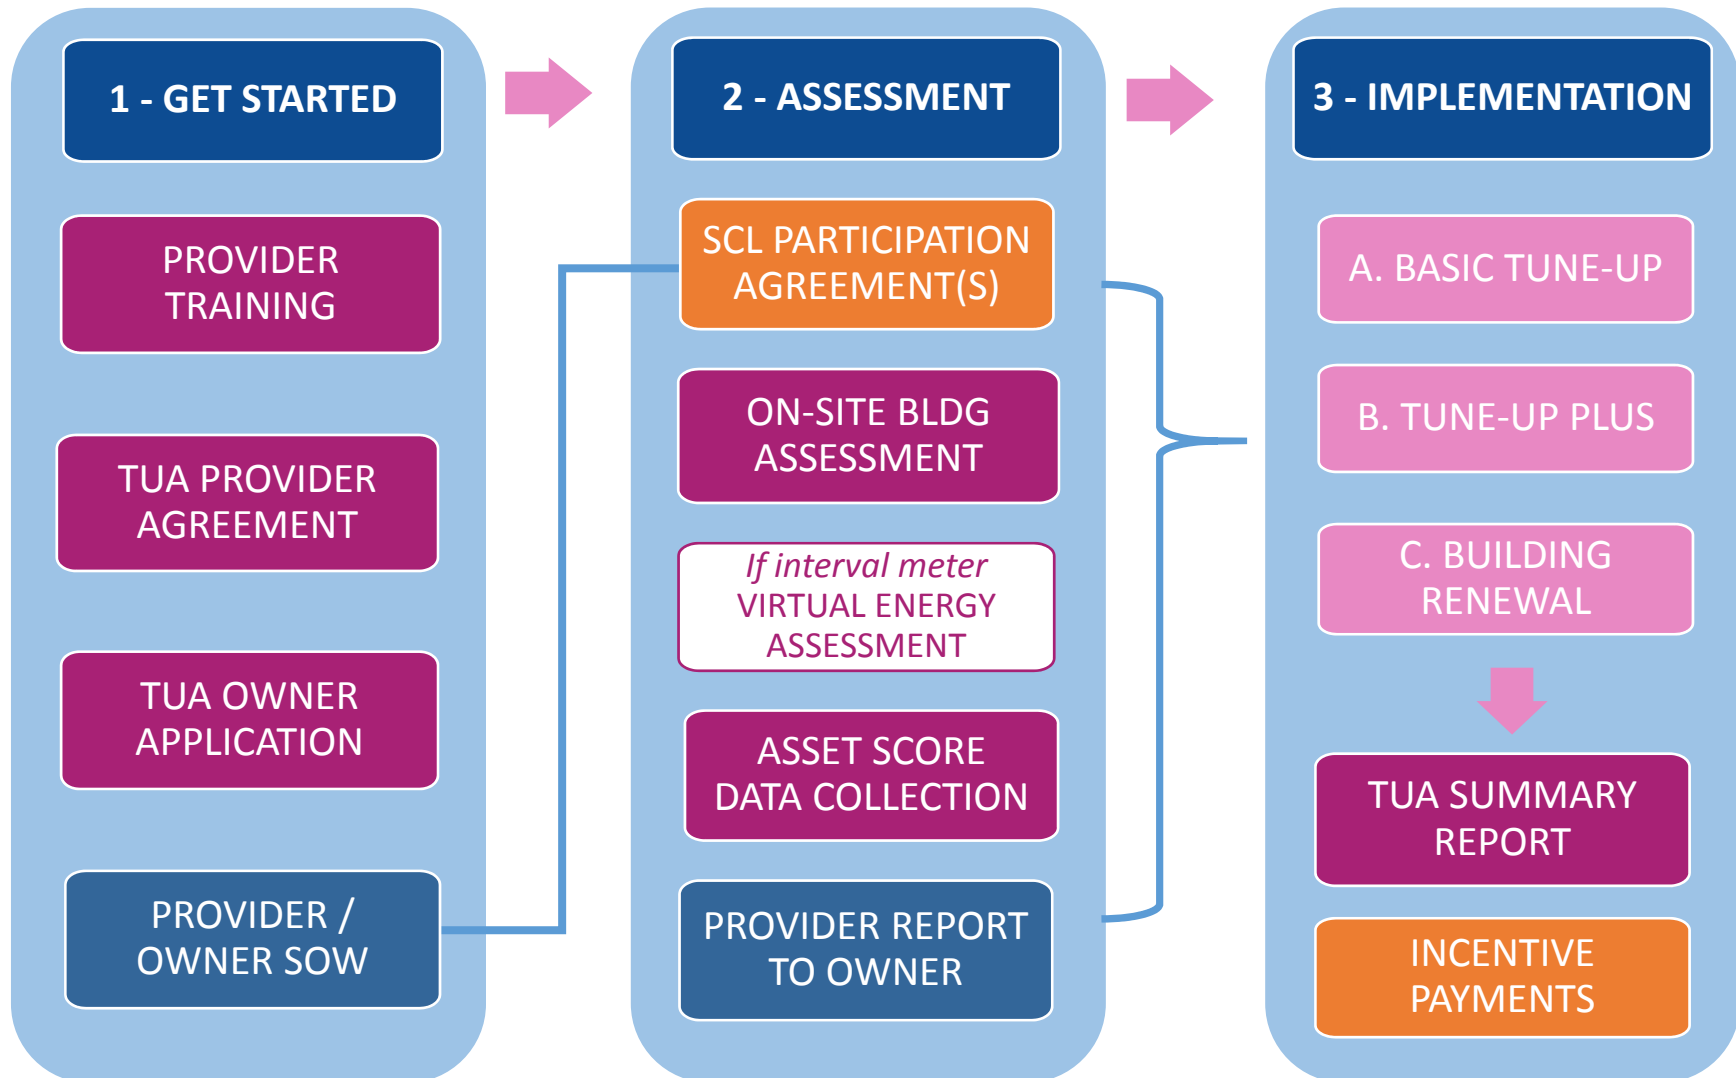 1 - GET STARTED
PROVIDER
TRAINING
TUA PROVIDER
AGREEMENT
TUA OWNER
APPLICATION
PROVIDER /
OWNER SOW
2 - ASSESSMENT
SCL PARTICIPATION
AGREEMENT(S)
ON-SITE BLDG
ASSESSMENT
If interval meter
VIRTUAL ENERGY
ASSESSMENT
ASSET SCORE
DATA COLLECTION
PROVIDER REPORT
TO OWNER
3 - IMPLEMENTATION
A. BASIC TUNE-UP
B. TUNE-UP PLUS
C. BUILDING
RENEWAL
TUA SUMMARY
REPORT
INCENTIVE
PAYMENTS